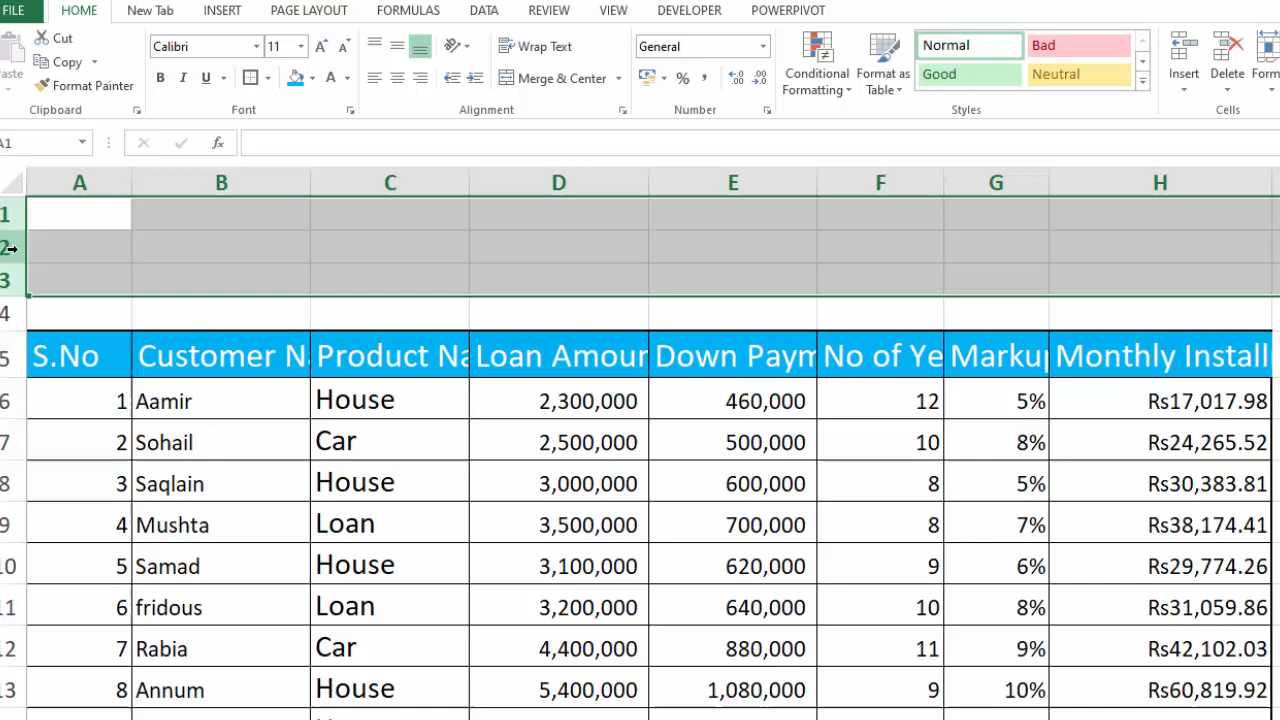 FILE HOME New Tab INSERT PAGE LAYOUT FORMULAS DATA REVIEW VIEW DEVELOPER POWERPIVOT
Cut
Copy
Paste
Format Painter
Clipboard
Calibri 11
B I U A
Font
Wrap Text
Merge & Center
Alignment
General
% ,
Number
Conditional Formatting
Format as Table
Normal Bad
Good Neutral
Styles
Insert Delete Form
Cells
A1 fx
A B C D E F G H
1
2
3
4
5 S.No Customer N Product Na Loan Amour Down Paym No of Ye Markup Monthly Install
6 1 Aamir House 2,300,000 460,000 12 5% Rs17,017.98
7 2 Sohail Car 2,500,000 500,000 10 8% Rs24,265.52
8 3 Saqlain House 3,000,000 600,000 8 5% Rs30,383.81
9 4 Mushta Loan 3,500,000 700,000 8 7% Rs38,174.41
10 5 Samad House 3,100,000 620,000 9 6% Rs29,774.26
11 6 fridous Loan 3,200,000 640,000 10 8% Rs31,059.86
12 7 Rabia Car 4,400,000 880,000 11 9% Rs42,102.03
13 8 Annum House 5,400,000 1,080,000 9 10% Rs60,819.92